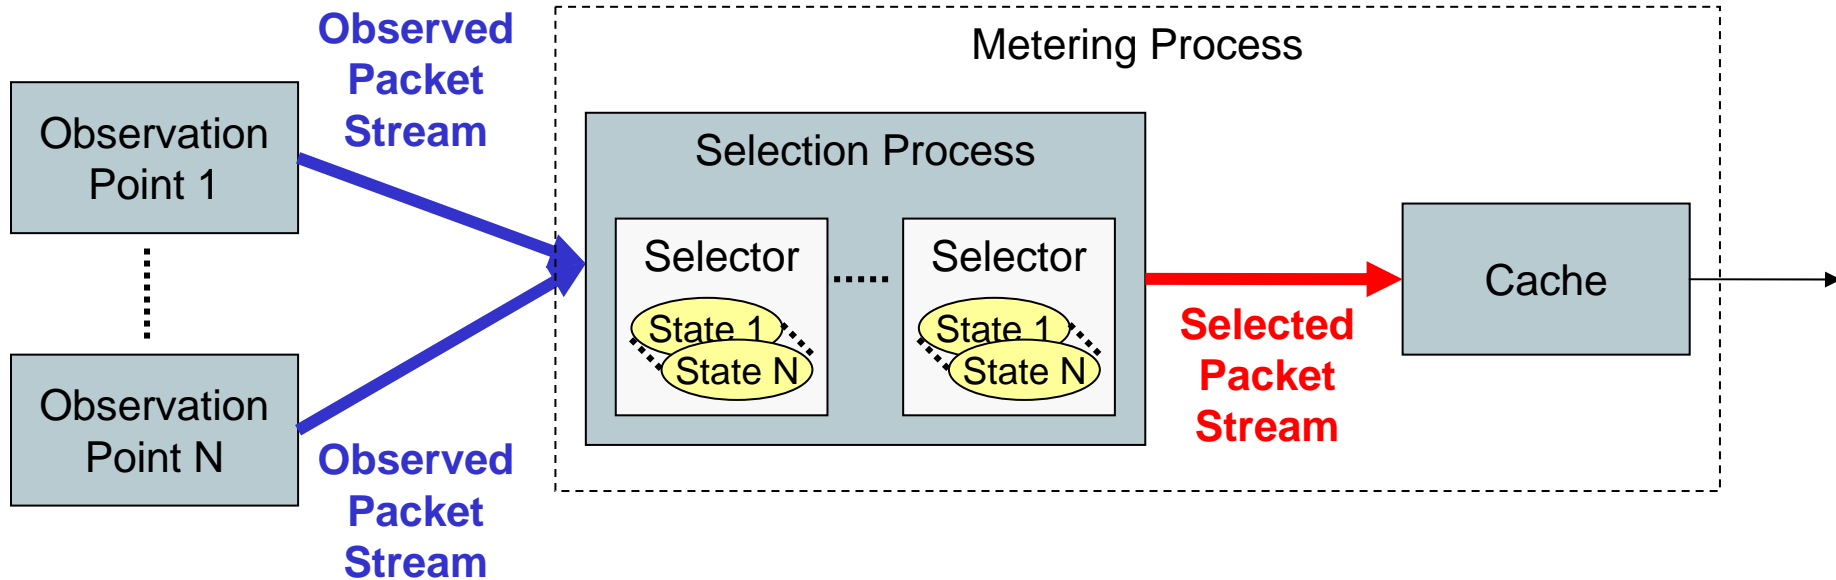 Observed
Packet
Stream
Metering Process
Observation
Point 1
Selection Process
Selector
State 1
State N
Selector
State 1
State N
Cache
Selected
Packet
Stream
Observation
Point N
Observed
Packet
Stream